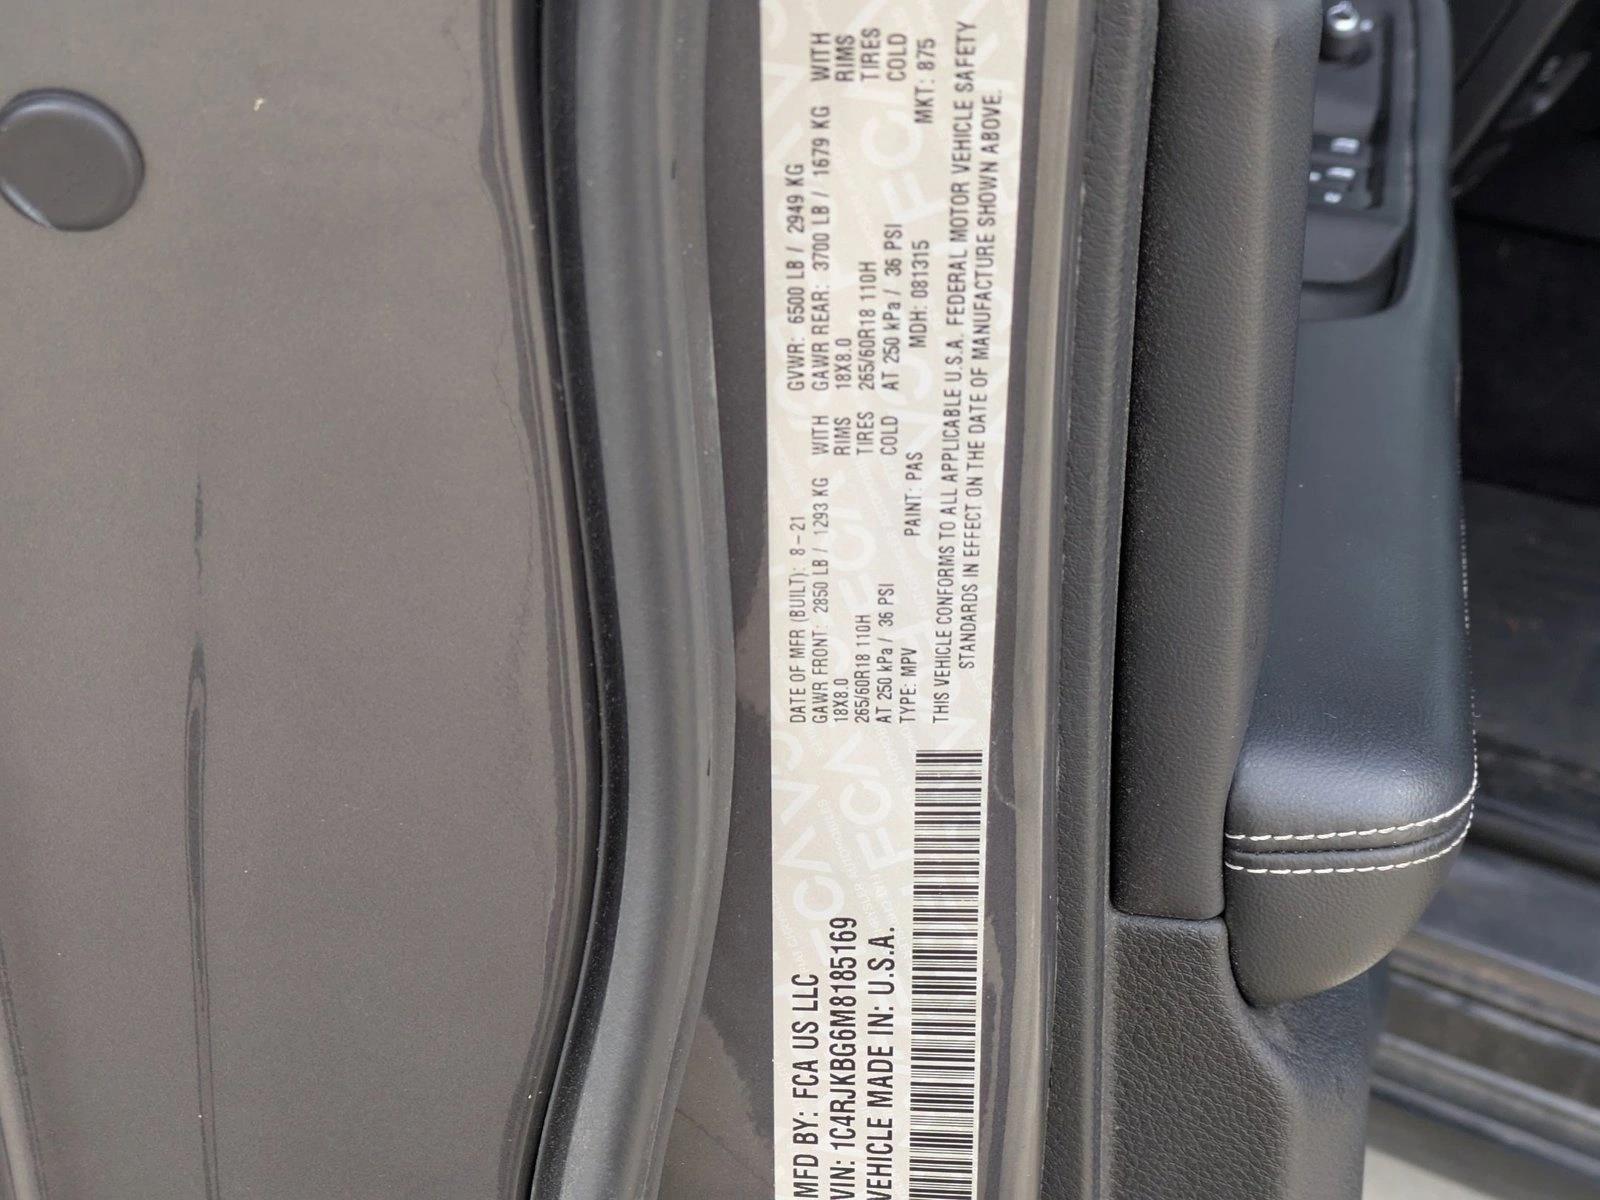 MFD BY: FCA US LLC
VIN: 1C4RJKBG6M8185169
VEHICLE MADE IN: U.S.A.
DATE OF MFR (BUILT): 8-21 GVWR: 6500 LB / 2949 KG
GAWR FRONT: 2850 LB / 1293 KG WITH GAWR REAR: 3700 LB / 1679 KG WITH
18X8.0 RIMS 18X8.0 RIMS
265/60R18 110H TIRES 265/60R18 110H TIRES
AT 250 kPa / 36 PSI COLD AT 250 kPa / 36 PSI COLD
TYPE: MPV PAINT: PAS MDH: 081315 MKT: 875
THIS VEHICLE CONFORMS TO ALL APPLICABLE U.S.A. FEDERAL MOTOR VEHICLE SAFETY
STANDARDS IN EFFECT ON THE DATE OF MANUFACTURE SHOWN ABOVE.